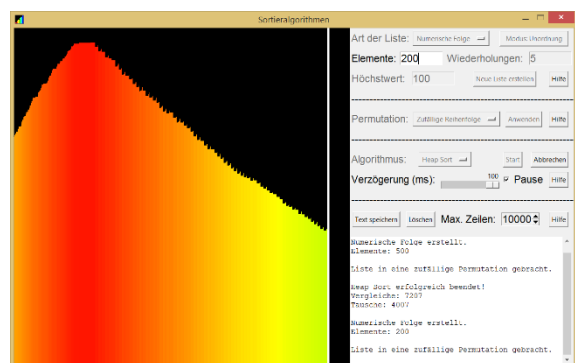 Sortieralgorithmen
Art der Liste: Numerische Folge Modus: Unordnung
Elemente: 200 Wiederholungen: 5
Höchstwert: 100 Neue Liste erstellen Hilfe
Permutation: Zufällige Reihenfolge Anwenden Hilfe
Algorithmus: Heap Sort Start Abbrechen
Verzögerung (ms): 100 Pause Hilfe
Text speichern Löschen Max. Zeilen: 10000 Hilfe
Numerische Folge erstellt.
Elemente: 500
Liste in eine zufällige Permutation gebracht.
Heap Sort erfolgreich beendet!
Vergleiche: 7207
Tausche: 4007
Numerische Folge erstellt.
Elemente: 200
Liste in eine zufällige Permutation gebracht.